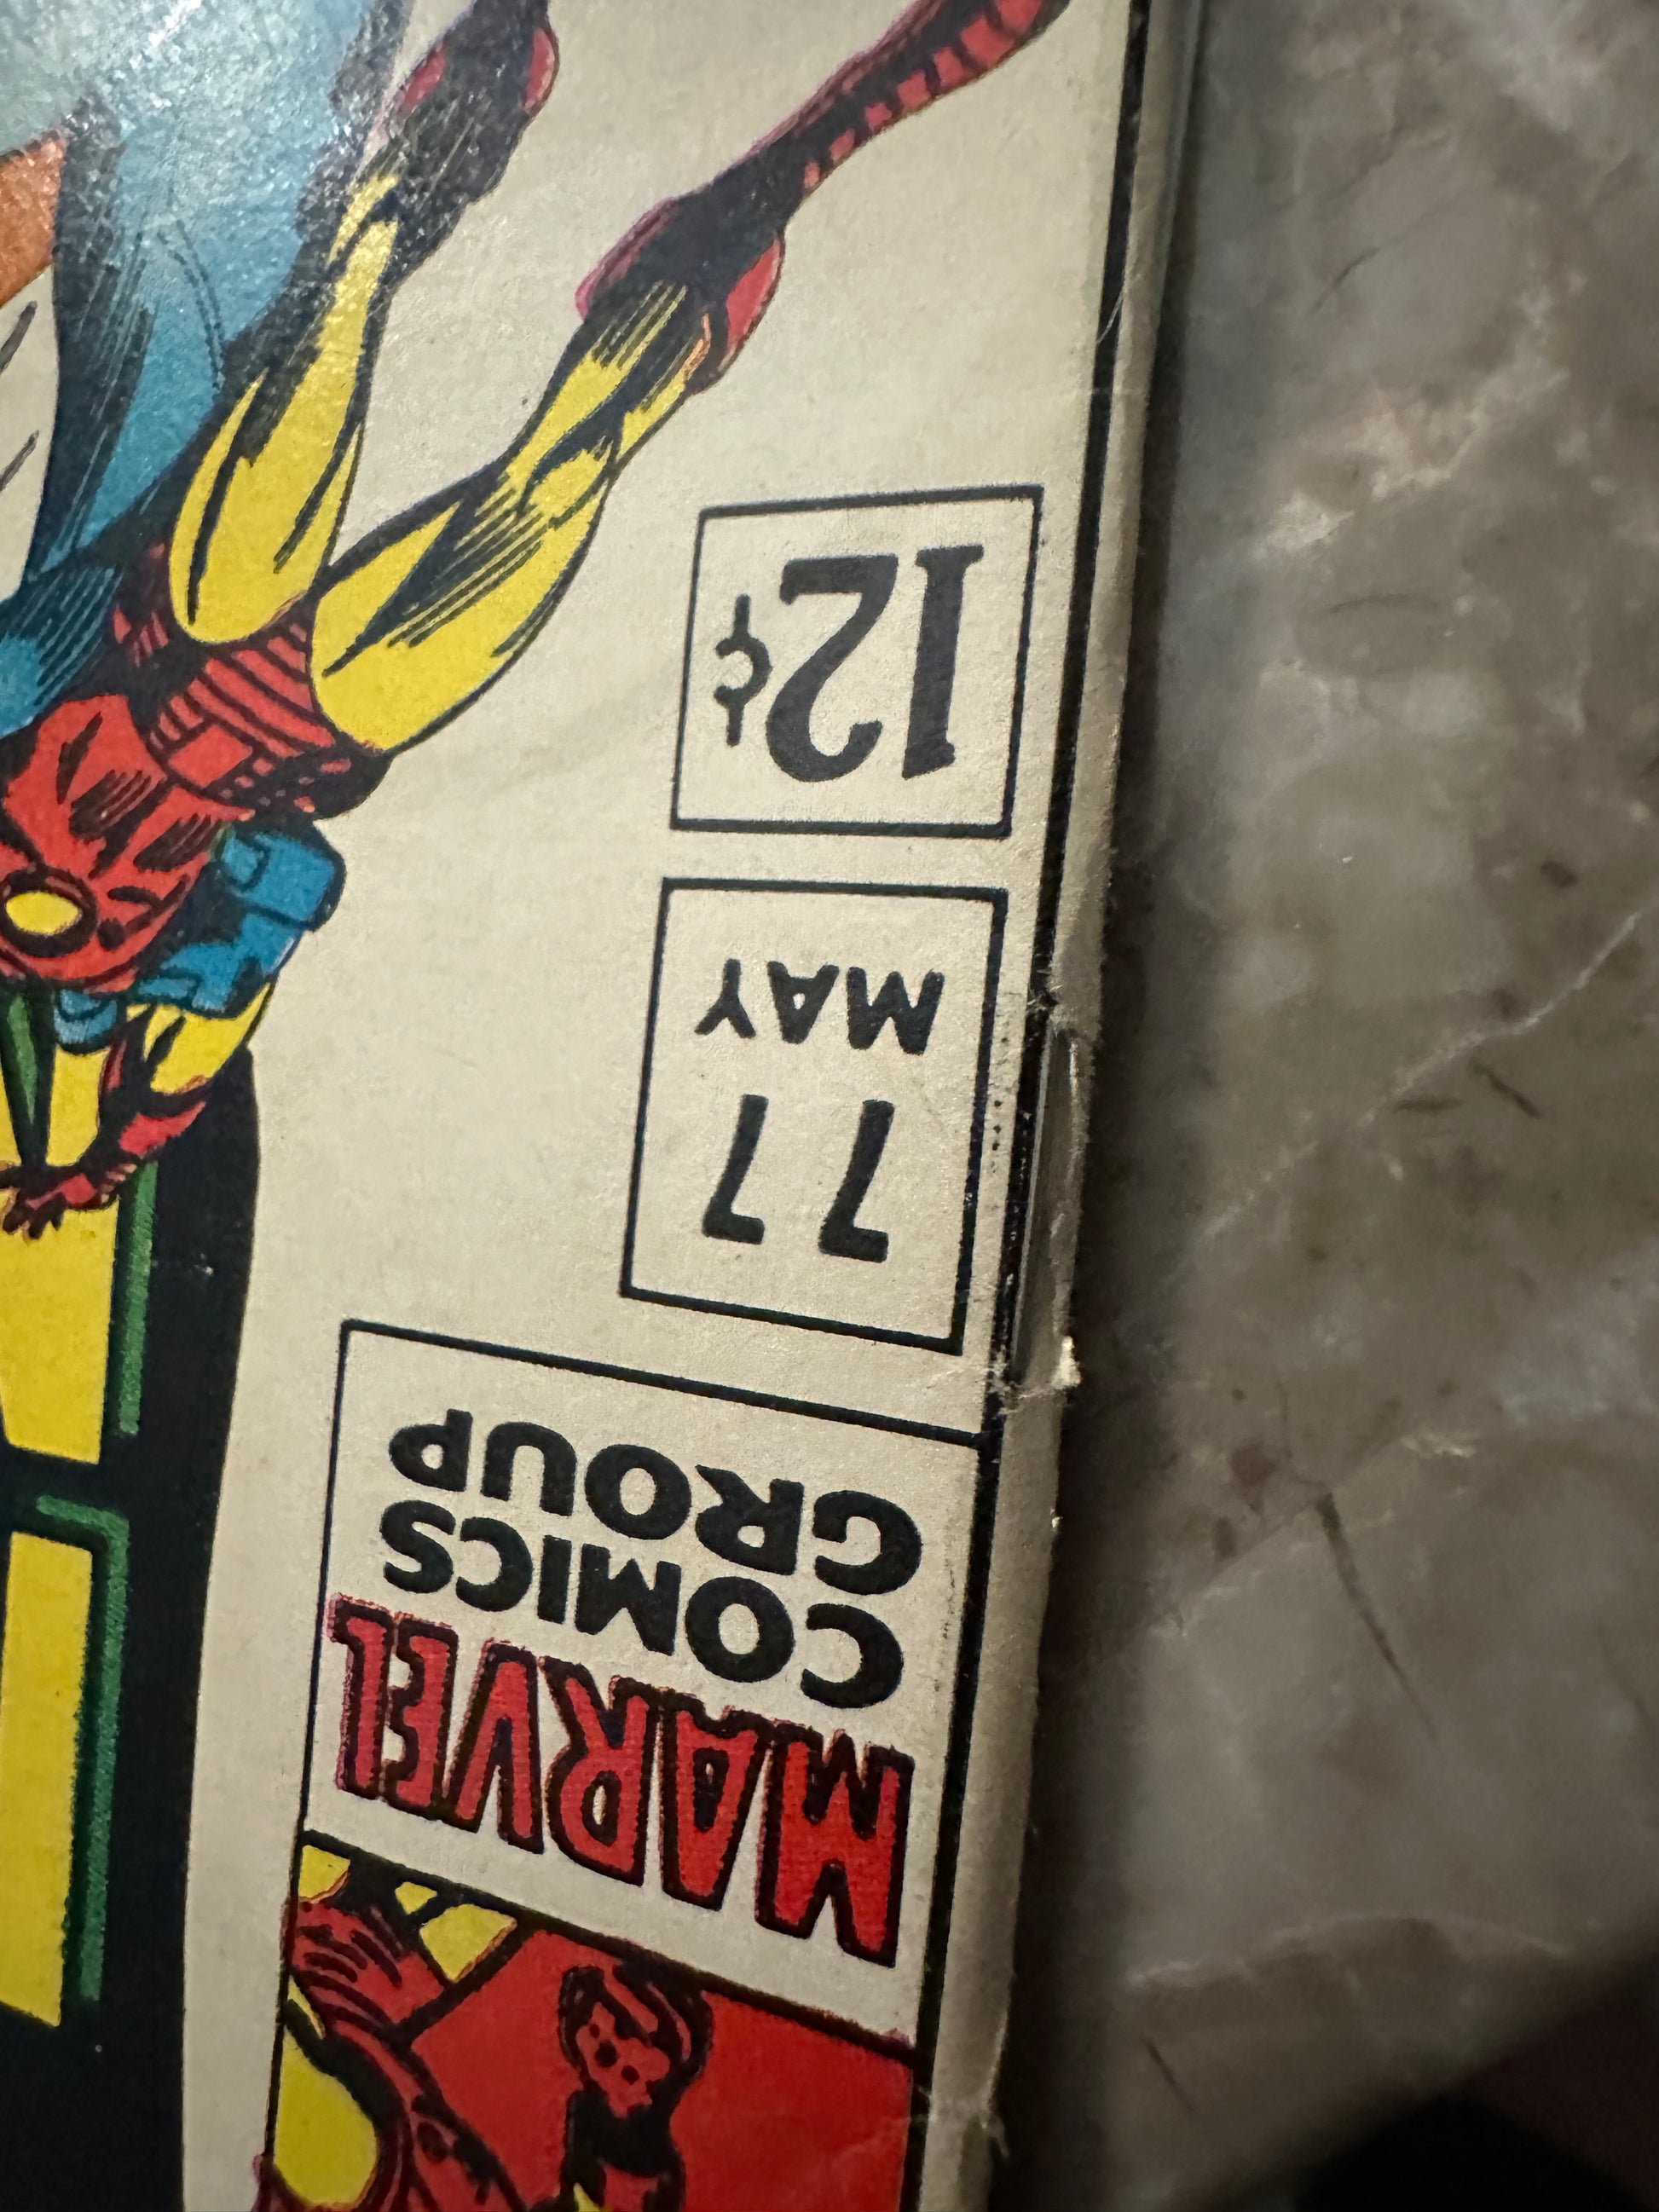 MARVEL
COMICS
GROUP
77
MAY
12¢